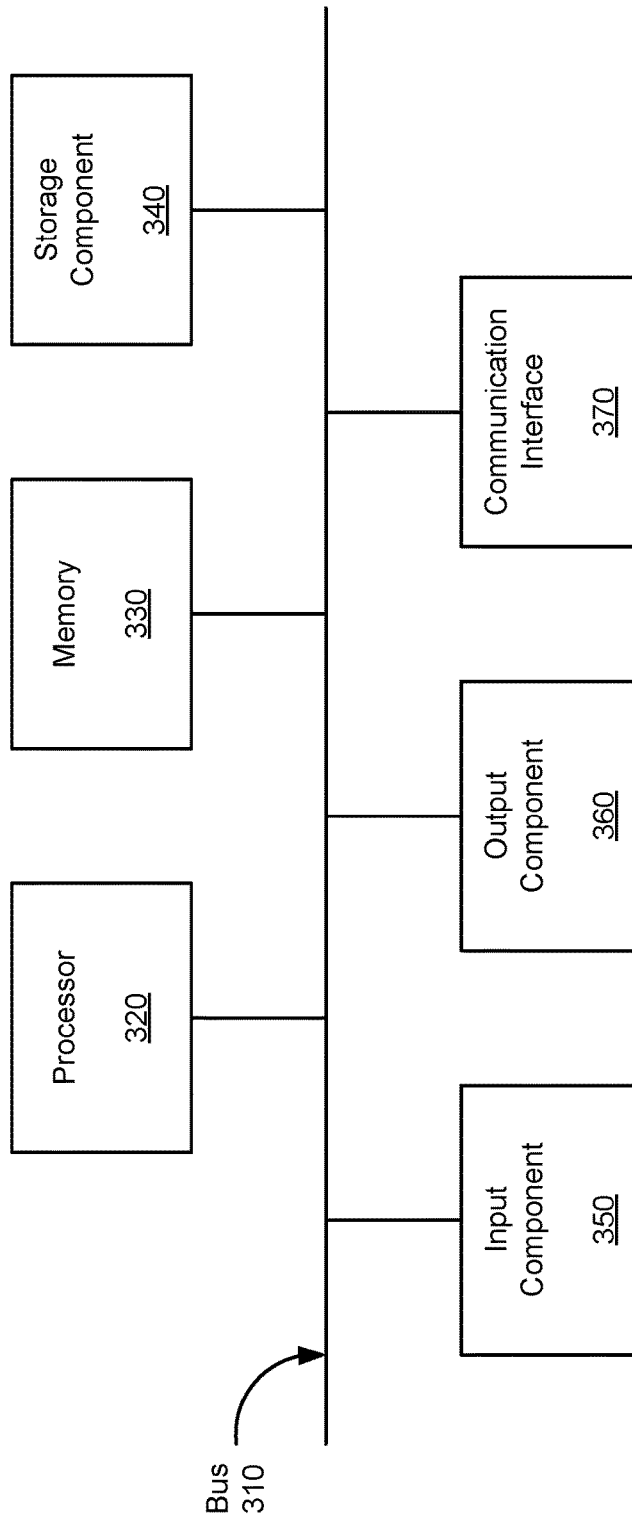 Processor
320
Memory
330
Storage
Component
340
Bus
310
Input
Component
350
Output
Component
360
Communication
Interface
370